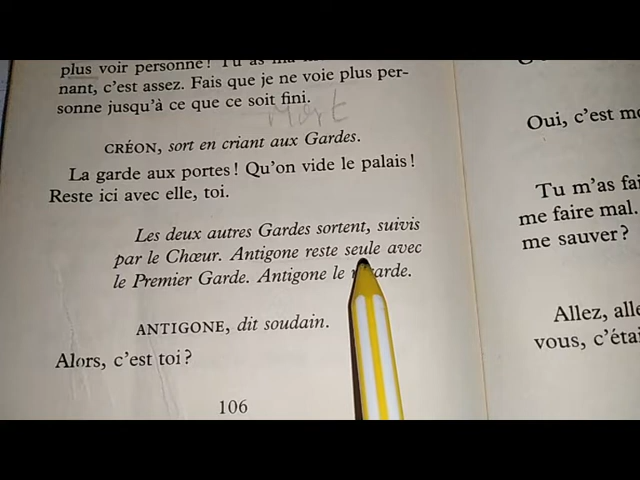 plus voir personne! Tu as
nant, c'est assez. Fais que je ne voie plus per-
sonne jusqu'à ce que ce soit fini.
Mort
CRÉON, sort en criant aux Gardes.
La garde aux portes! Qu'on vide le palais!
Reste ici avec elle, toi.
Les deux autres Gardes sortent, suivis
par le Chœur. Antigone reste seule avec
le Premier Garde. Antigone le
ANTIGONE, dit soudain.
Alors, c'est toi?
106
Oui, c'est
Tu m'as
me faire mal.
me sauver?
Allez,
vous,